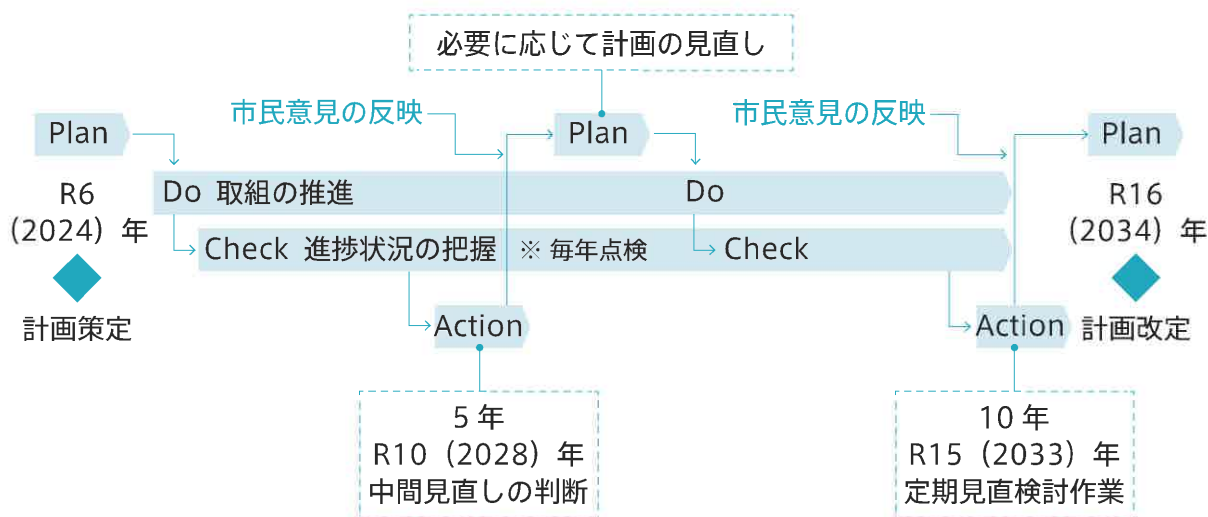 必要に応じて計画の見直し
市民意見の反映
市民意見の反映
Plan
Plan
Plan
Do 取組の推進
Do
R6
（2024）年
R16
（2034）年
Check 進捗状況の把握 ※ 毎年点検
Check
計画策定
Action
Action
計画改定
5 年
R10（2028）年
中間見直しの判断
10 年
R15（2033）年
定期見直検討作業